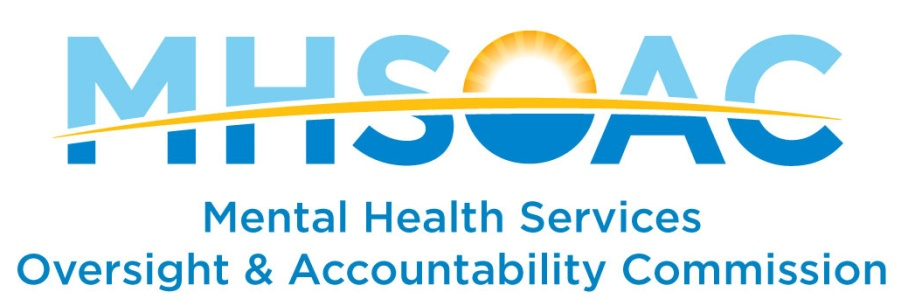 MHSOAC
Mental Health Services
Oversight & Accountability Commission